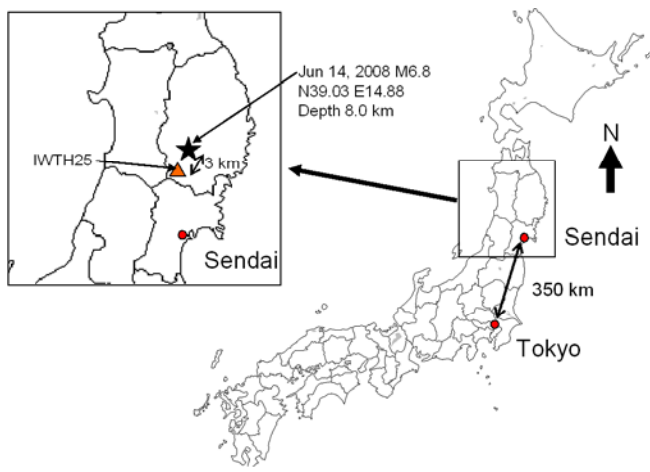 Jun 14, 2008 M6.8
N39.03 E14.88
Depth 8.0 km
IWTH25
3 km
Sendai
N
Sendai
350 km
Tokyo